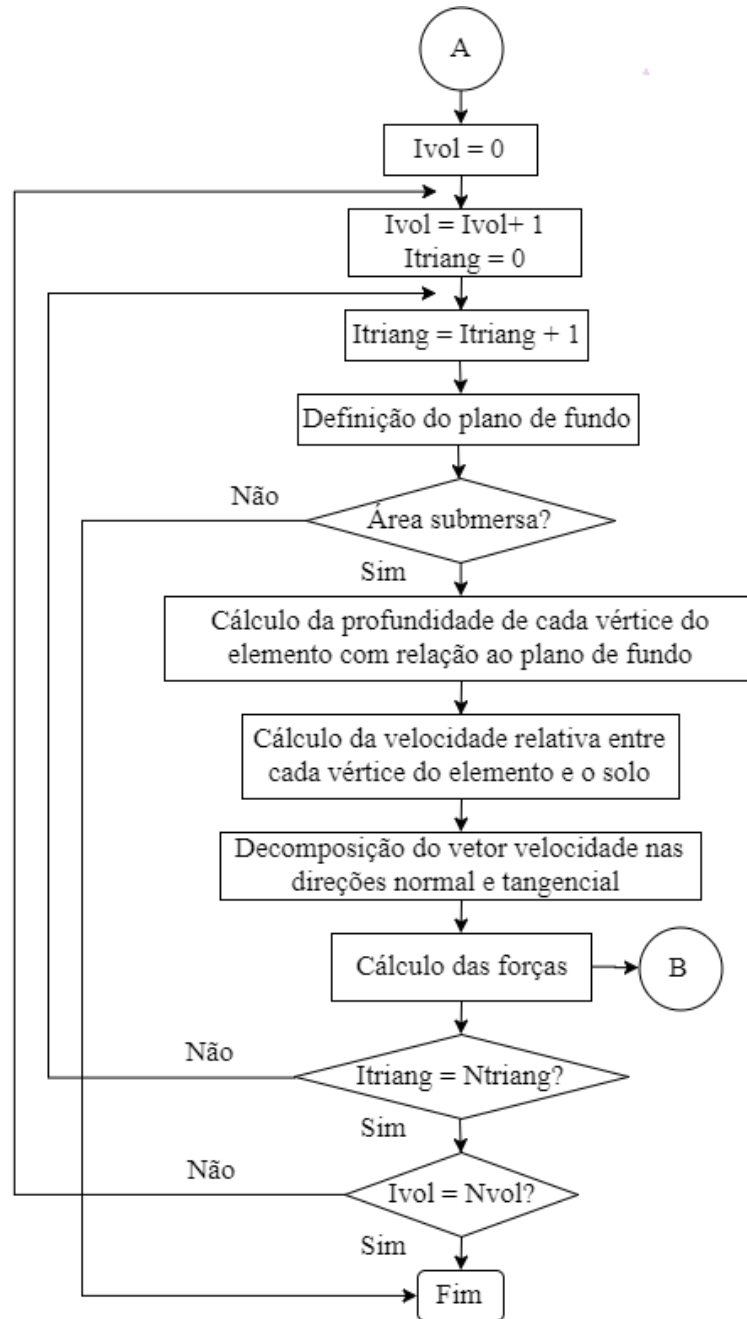 A
Ivol = 0
Ivol = Ivol+ 1
Itriang = 0
Itriang = Itriang + 1
Definição do plano de fundo
Não
Área submersa?
Sim
Cálculo da profundidade de cada vértice do
elemento com relação ao plano de fundo
Cálculo da velocidade relativa entre
cada vértice do elemento e o solo
Decomposição do vetor velocidade nas
direções normal e tangencial
Cálculo das forças
B
Não
Itriang = Ntriang?
Sim
Não
Ivol = Nvol?
Sim
Fim